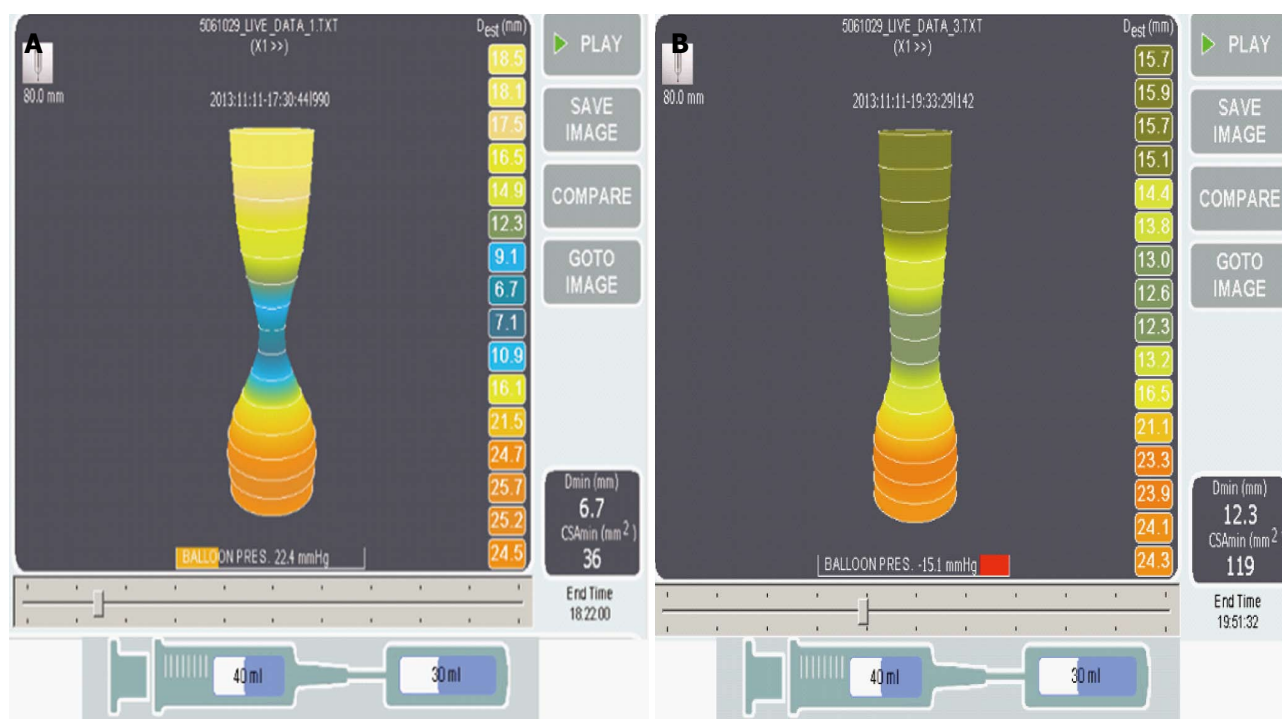 A
5061029_LIVE_DATA_1.TXT
(X1 >>)
80.0 mm
2013:11:11-17:30:44|990
Dest (mm)
18.5
18.1
17.5
16.5
14.9
12.3
9.1
6.7
7.1
10.9
16.1
21.5
24.7
25.7
25.2
24.5
PLAY
SAVE
IMAGE
COMPARE
GOTO
IMAGE
Dmin (mm)
6.7
CSAmin (mm2)
36
BALLOON PRES. 22.4 mmHg
End Time
18:22:00
40 ml
30 ml
B
5061029_LIVE_DATA_3.TXT
(X1 >>)
80.0 mm
2013:11:11-19:33:29|142
Dest (mm)
15.7
15.9
15.7
15.1
14.4
13.8
13.0
12.6
12.3
13.2
16.5
21.1
23.3
23.9
24.1
24.3
PLAY
SAVE
IMAGE
COMPARE
GOTO
IMAGE
Dmin (mm)
12.3
CSAmin (mm2)
119
BALLOON PRES. -15.1 mmHg
End Time
19:51:32
40 ml
30 ml